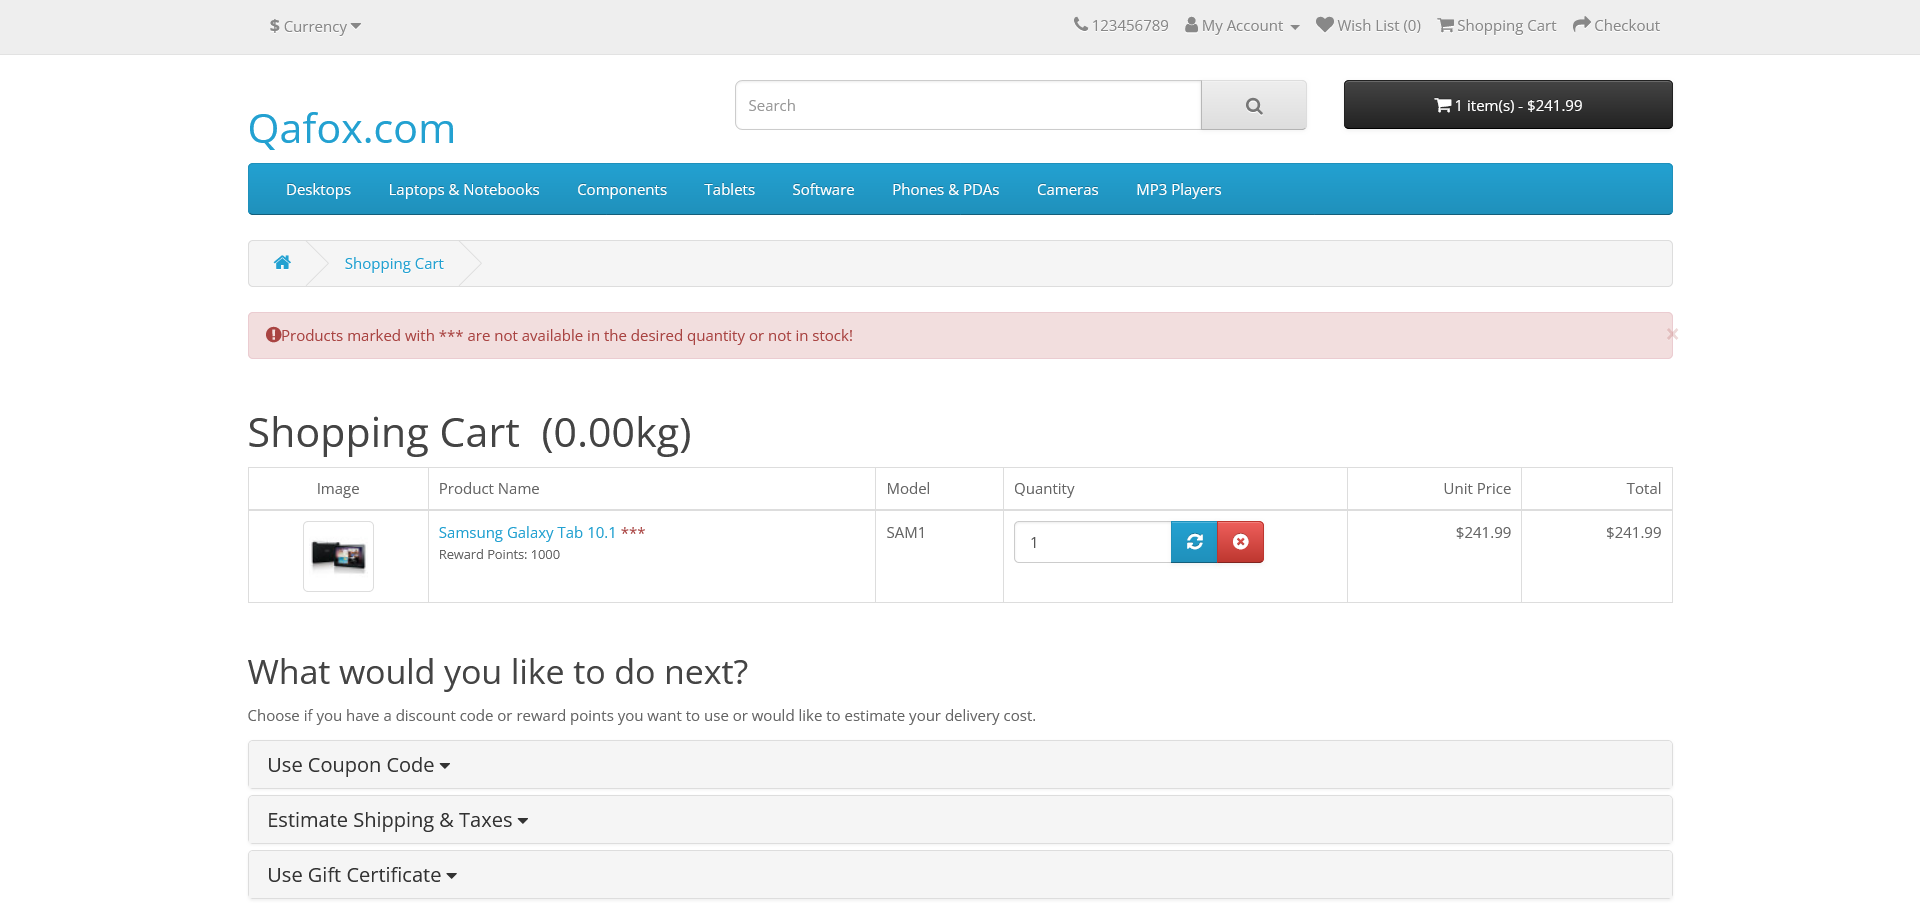 $ Currency
123456789 My Account Wish List (0) Shopping Cart Checkout
Qafox.com
Search
1 item(s) - $241.99
Desktops Laptops & Notebooks Components Tablets Software Phones & PDAs Cameras MP3 Players
Shopping Cart
Products marked with *** are not available in the desired quantity or not in stock!
×
Shopping Cart (0.00kg)
Image Product Name Model Quantity Unit Price Total
Samsung Galaxy Tab 10.1 *** SAM1 1 $241.99 $241.99
Reward Points: 1000
What would you like to do next?
Choose if you have a discount code or reward points you want to use or would like to estimate your delivery cost.
Use Coupon Code
Estimate Shipping & Taxes
Use Gift Certificate